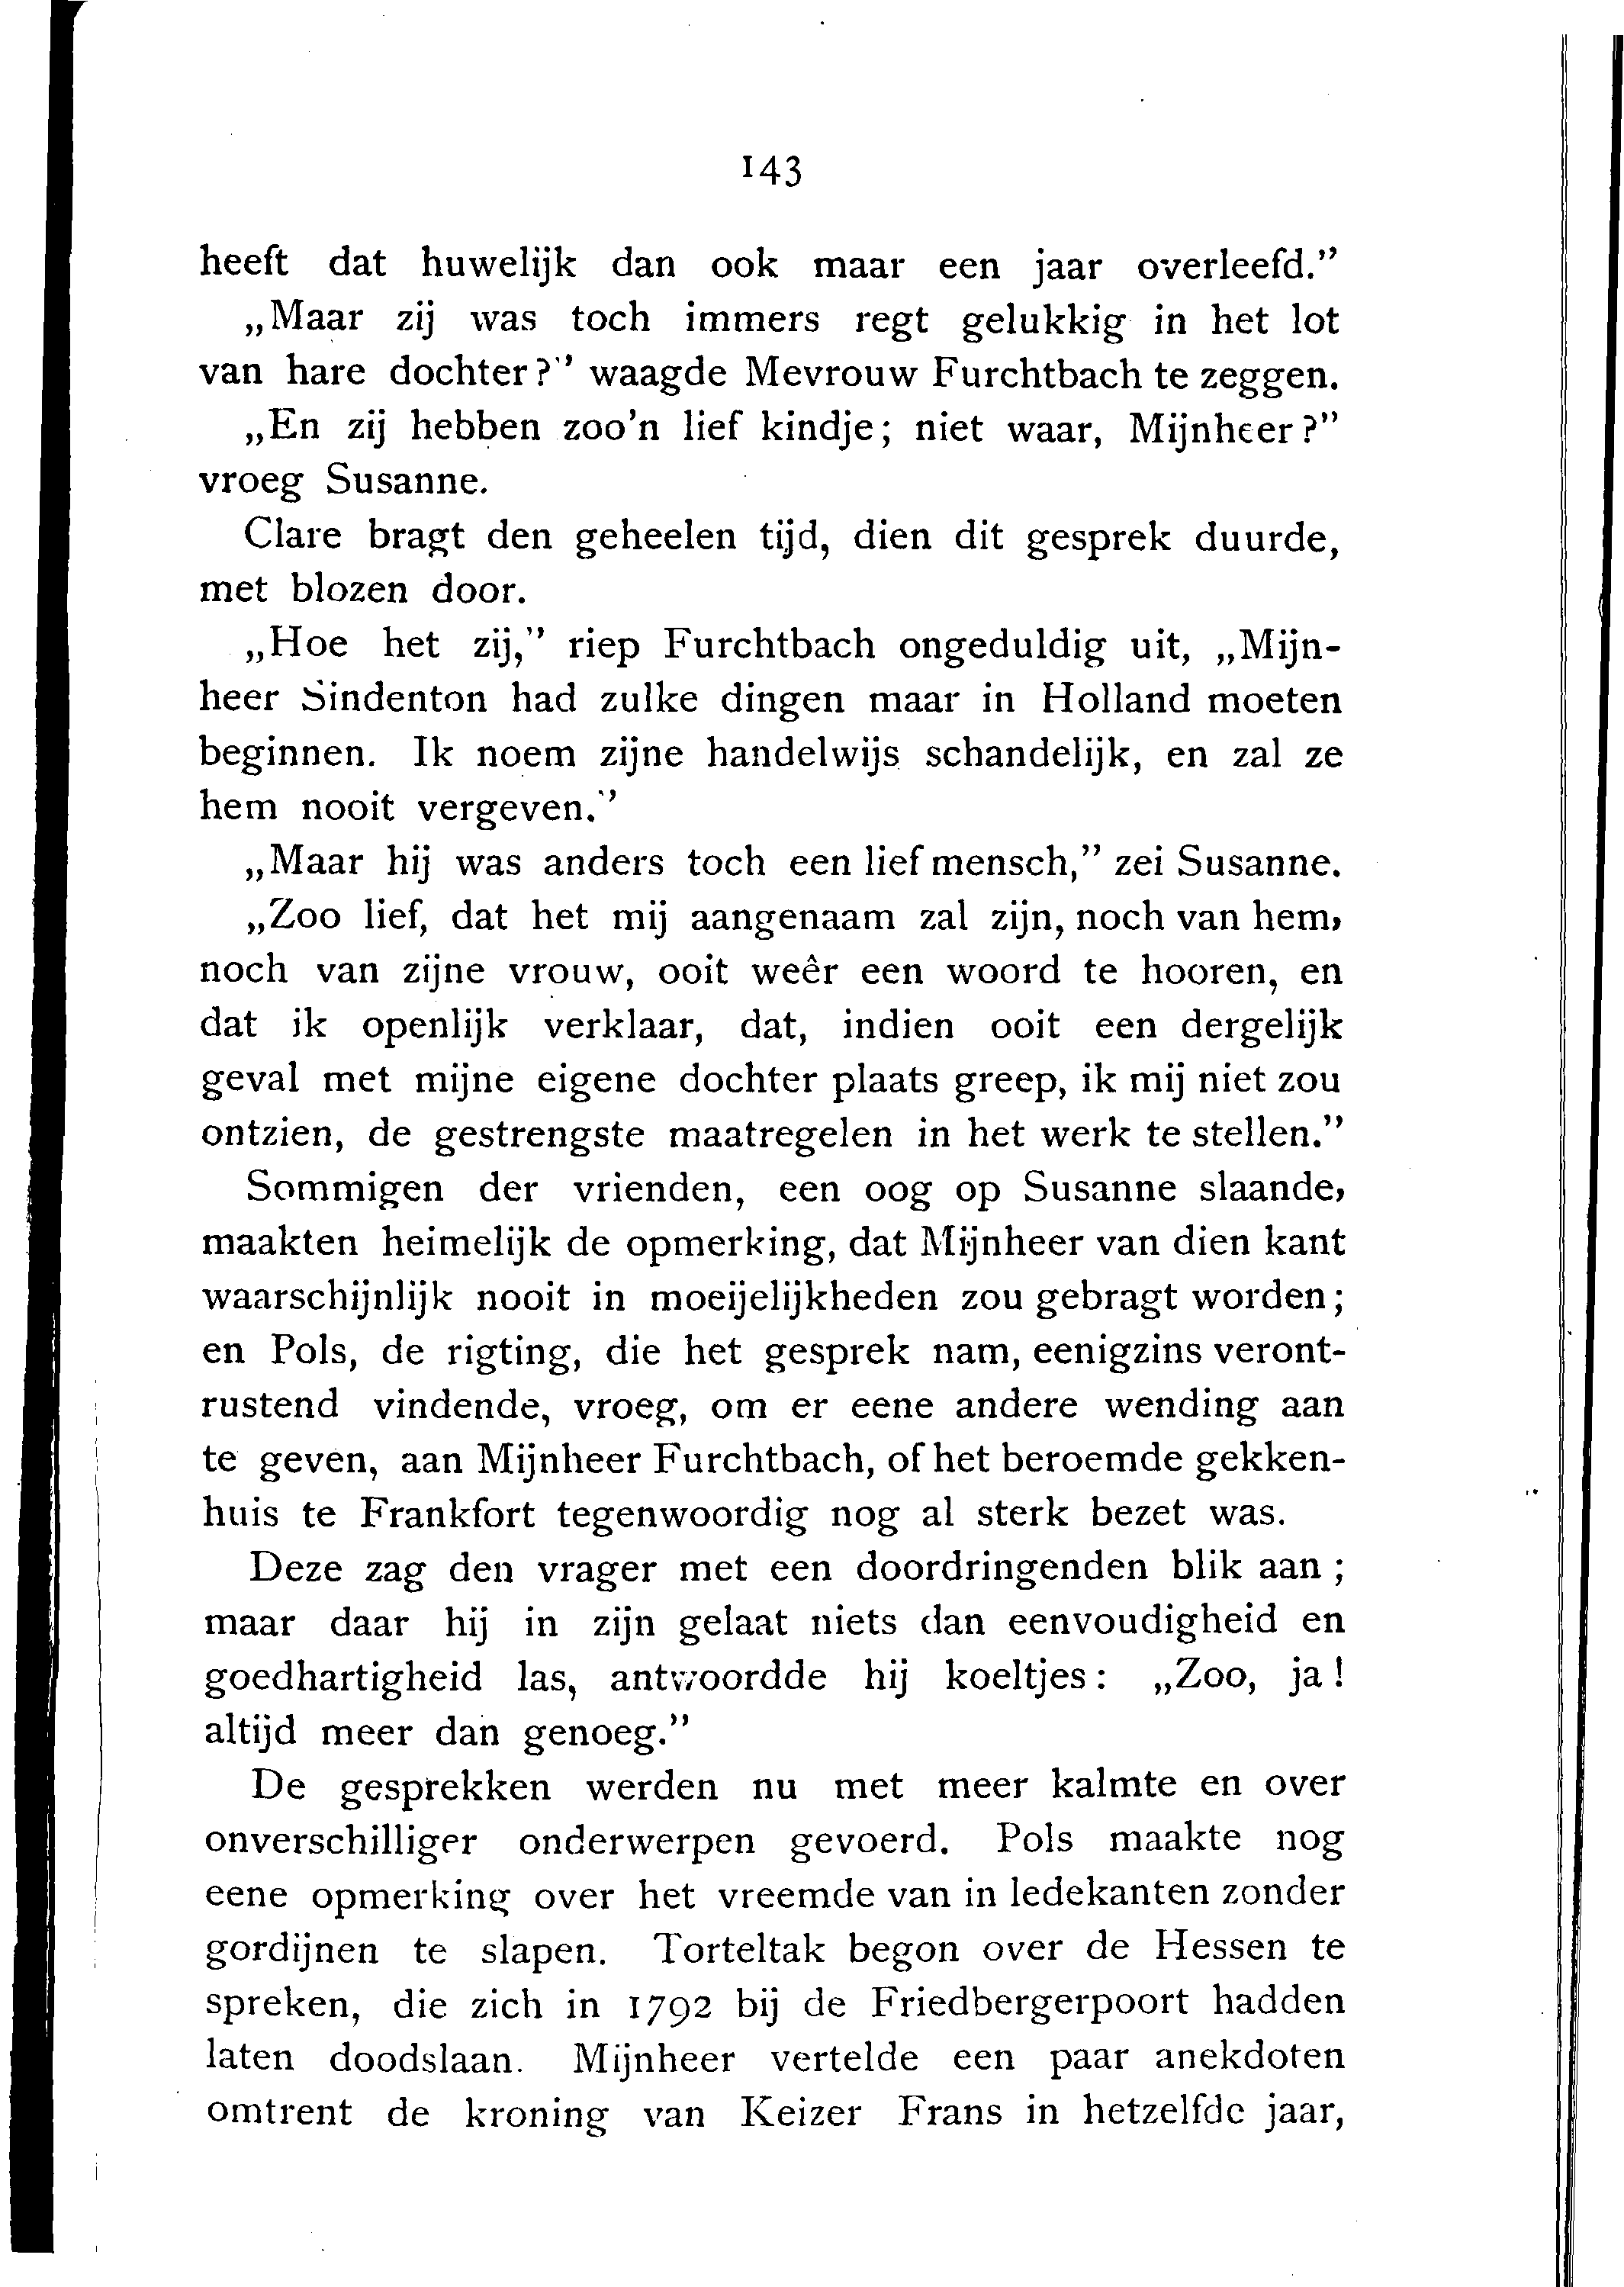 143
heeft dat huwelijk dan ook maar een jaar overleefd.”
„Maar zij was toch immers regt gelukkig in het lot
van hare dochter?” waagde Mevrouw Furchtbach te zeggen.
„En zij hebben zoo’n lief kindje; niet waar, Mijnheer?”
vroeg Susanne.
Clare bragt den geheelen tijd, dien dit gesprek duurde,
met blozen door.
„Hoe het zij,” riep Furchtbach ongeduldig uit, „Mijn-
heer Sindenton had zulke dingen maar in Holland moeten
beginnen. Ik noem zijne handelwijs schandelijk, en zal ze
hem nooit vergeven.”
„Maar hij was anders toch een lief mensch,” zei Susanne.
„Zoo lief, dat het mij aangenaam zal zijn, noch van hem,
noch van zijne vrouw, ooit weêr een woord te hooren, en
dat ik openlijk verklaar, dat, indien ooit een dergelijk
geval met mijne eigene dochter plaats greep, ik mij niet zou
ontzien, de gestrengste maatregelen in het werk te stellen.”
Sommigen der vrienden, een oog op Susanne slaande,
maakten heimelijk de opmerking, dat Mijnheer van dien kant
waarschijnlijk nooit in moeijelijkheden zou gebragt worden;
en Pols, de rigting, die het gesprek nam, eenigzins veront-
rustend vindende, vroeg, om er eene andere wending aan
te geven, aan Mijnheer Furchtbach, of het beroemde gekken-
huis te Frankfort tegenwoordig nog al sterk bezet was.
Deze zag den vrager met een doordringenden blik aan ;
maar daar hij in zijn gelaat niets dan eenvoudigheid en
goedhartigheid las, antwoordde hij koeltjes: „Zoo, ja!
altijd meer dan genoeg.”
De gesprekken werden nu met meer kalmte en over
onverschilliger onderwerpen gevoerd. Pols maakte nog
eene opmerking over het vreemde van in ledekanten zonder
gordijnen te slapen. Torteltak begon over de Hessen te
spreken, die zich in 1792 bij de Friedbergerpoort hadden
laten doodslaan. Mijnheer vertelde een paar anekdoten
omtrent de kroning van Keizer Frans in hetzelfde jaar,